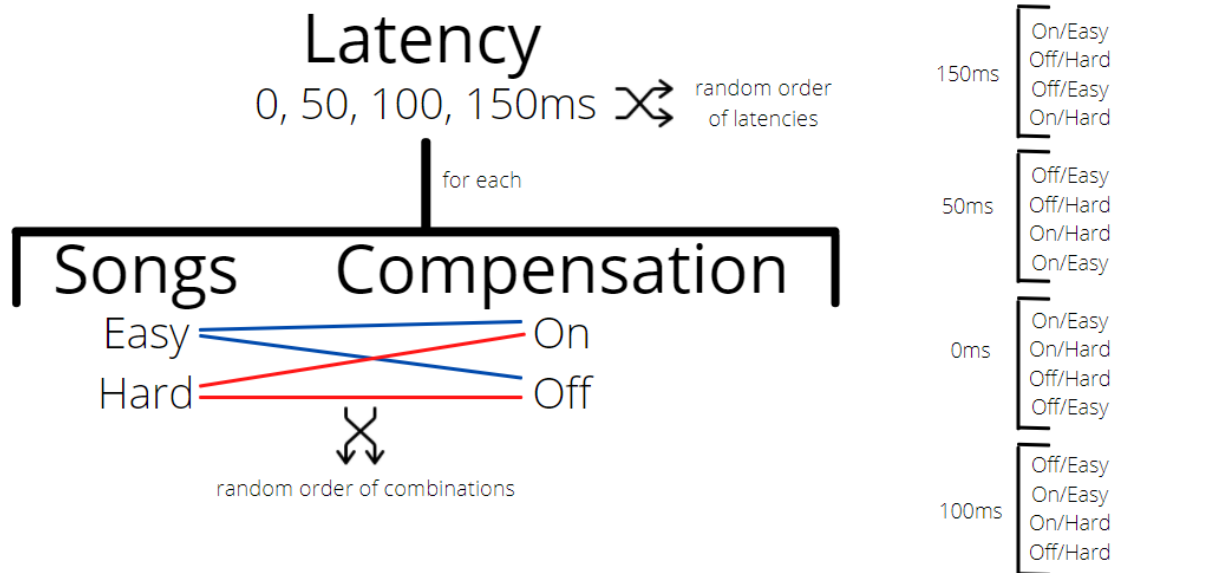 Latency
0, 50, 100, 150ms
random order
of latencies
for each
Songs
Compensation
Easy
On
Hard
Off
random order of combinations
150ms
On/Easy
Off/Hard
Off/Easy
On/Hard
50ms
Off/Easy
Off/Hard
On/Hard
On/Easy
0ms
On/Easy
On/Hard
Off/Hard
Off/Easy
100ms
Off/Easy
On/Easy
On/Hard
Off/Hard